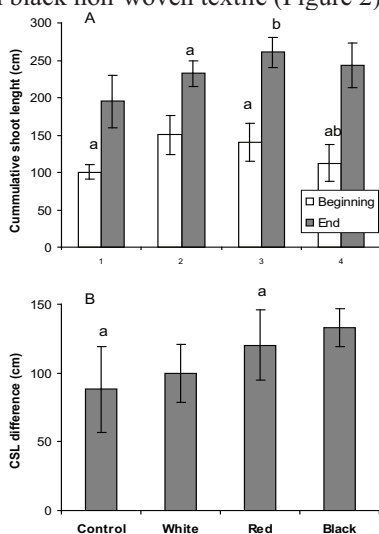 n black non woven textile (Figure 2)
A
Cummulative shoot lenght (cm)
300
250
200
150
100
50
0
a
a
a
b
ab
Beginning
End
1 2 3 4
B
CSL difference (cm)
150
100
50
0
a
a
Control White Red Black